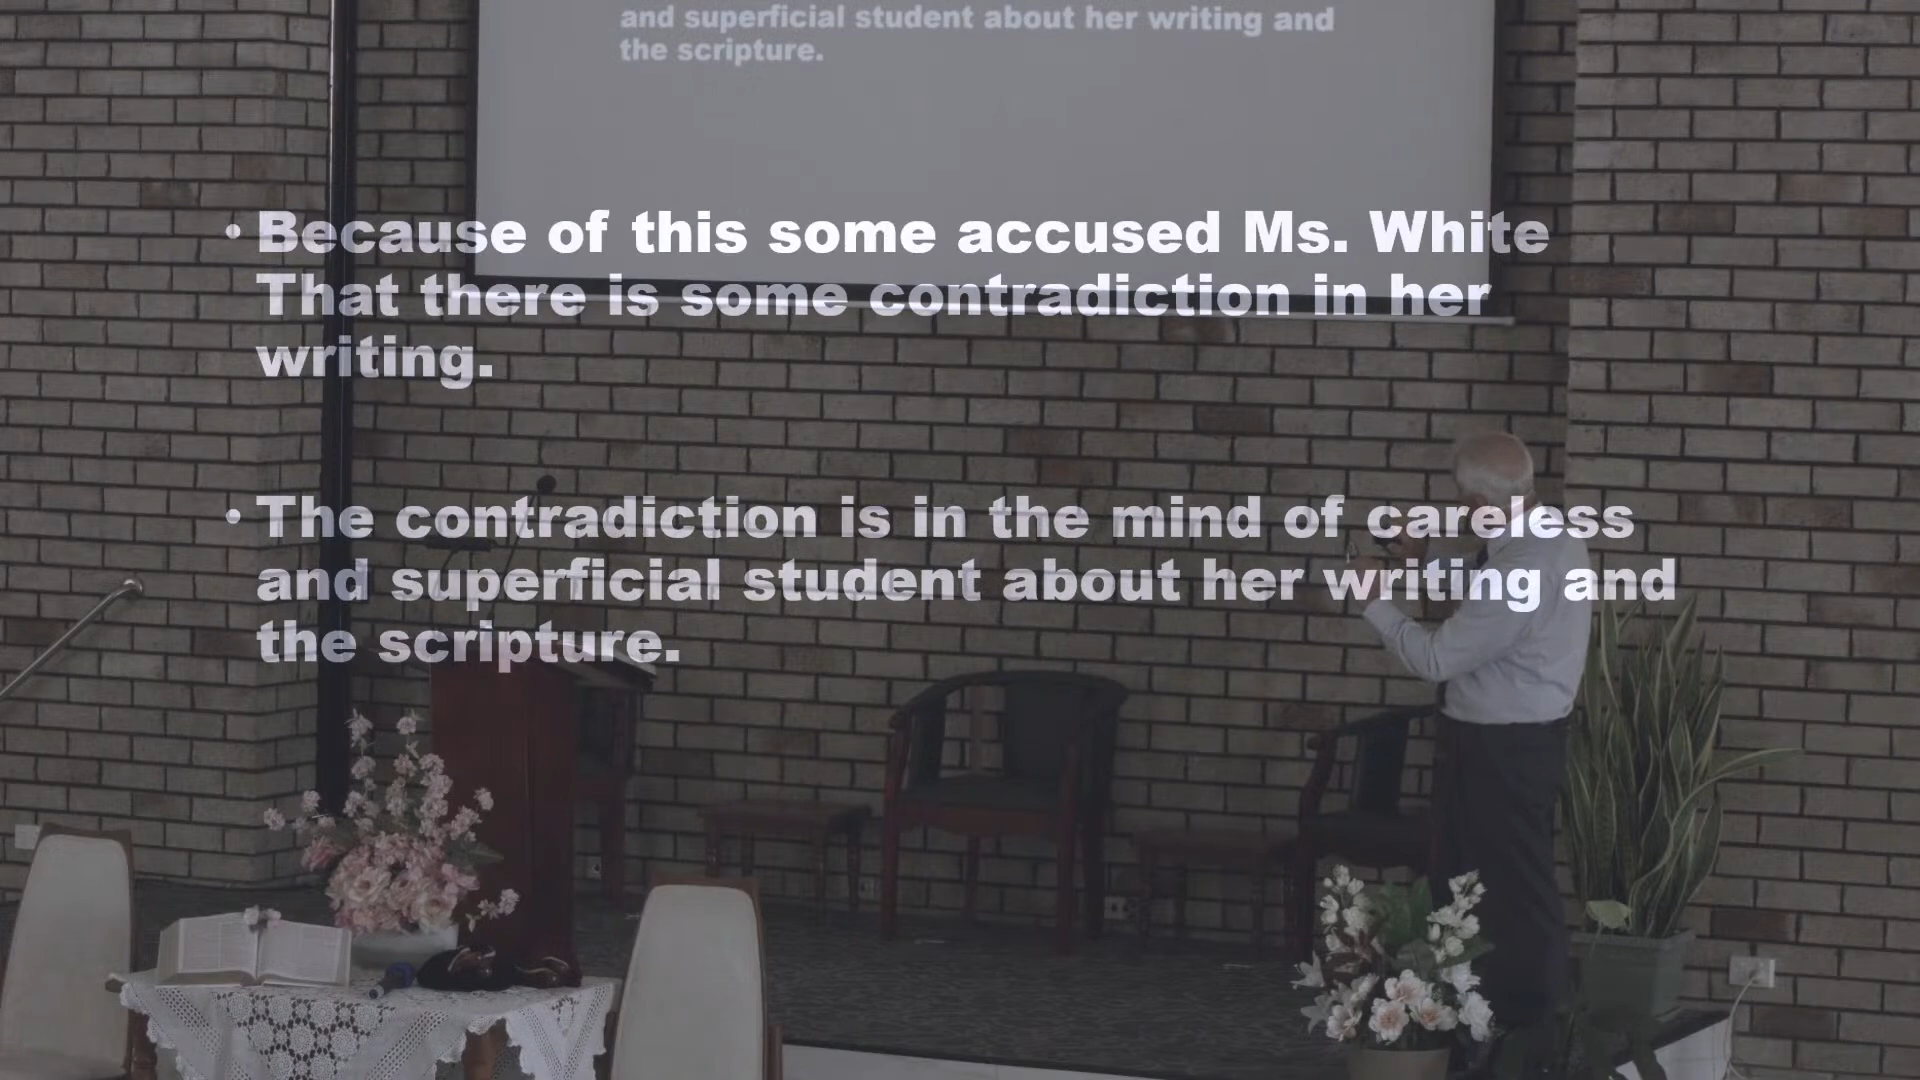 and superficial student about her writing and
the scripture.
• Because of this some accused Ms. White
That there is some contradiction in her
writing.
• The contradiction is in the mind of careless
and superficial student about her writing and
the scripture.